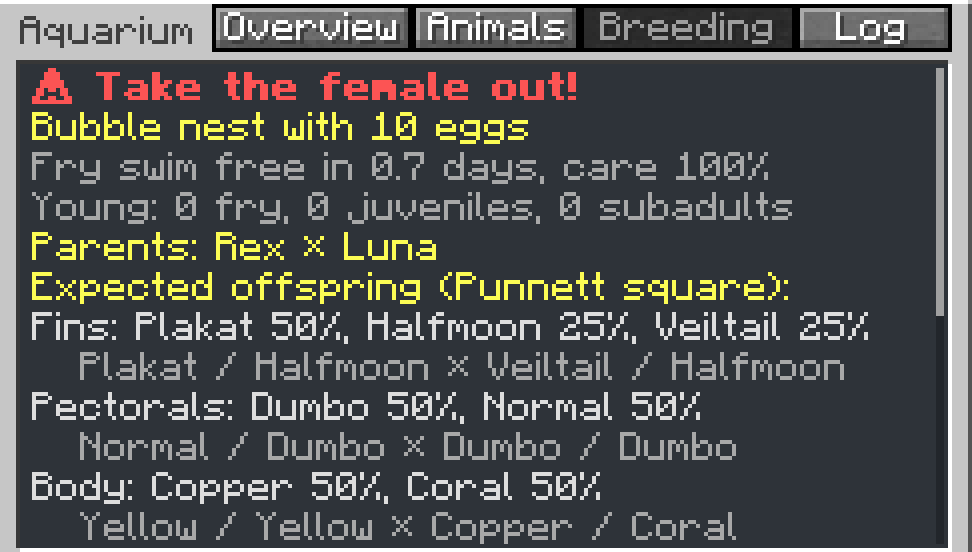 Aquarium Overview Animals Breeding Log
⚠ Take the female out!
Bubble nest with 10 eggs
Fry swim free in 0.7 days, care 100%
Young: 0 fry, 0 juveniles, 0 subadults
Parents: Rex × Luna
Expected offspring (Punnett square):
Fins: Plakat 50%, Halfmoon 25%, Veiltail 25%
Plakat / Halfmoon × Veiltail / Halfmoon
Pectorals: Dumbo 50%, Normal 50%
Normal / Dumbo × Dumbo / Dumbo
Body: Copper 50%, Coral 50%
Yellow / Yellow × Copper / Coral